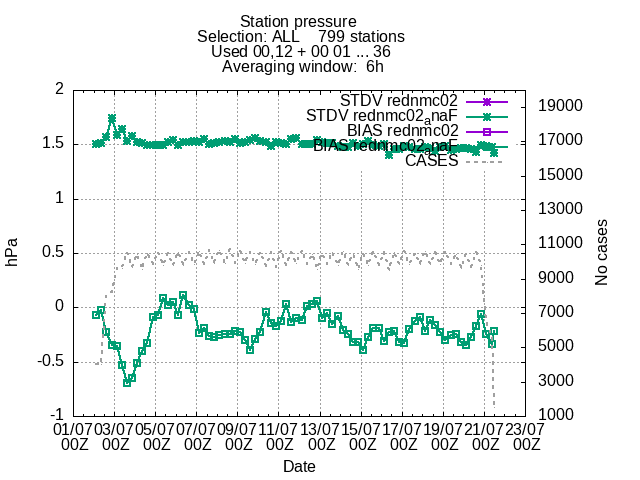 Station pressure
Selection: ALL 799 stations
Used 00,12 + 00 01 ... 36
Averaging window: 6h
STDV rednmc02
STDV rednmc02anaF
BIAS rednmc02
BIAS rednmc02anaF
CASES
hPa
2
1.5
1
0.5
0
-0.5
-1
19000
17000
15000
13000
11000
9000
7000
5000
3000
1000
No cases
01/07 03/07 05/07 07/07 09/07 11/07 13/07 15/07 17/07 19/07 21/07 23/07
00Z 00Z 00Z 00Z 00Z 00Z 00Z 00Z 00Z 00Z 00Z 00Z
Date